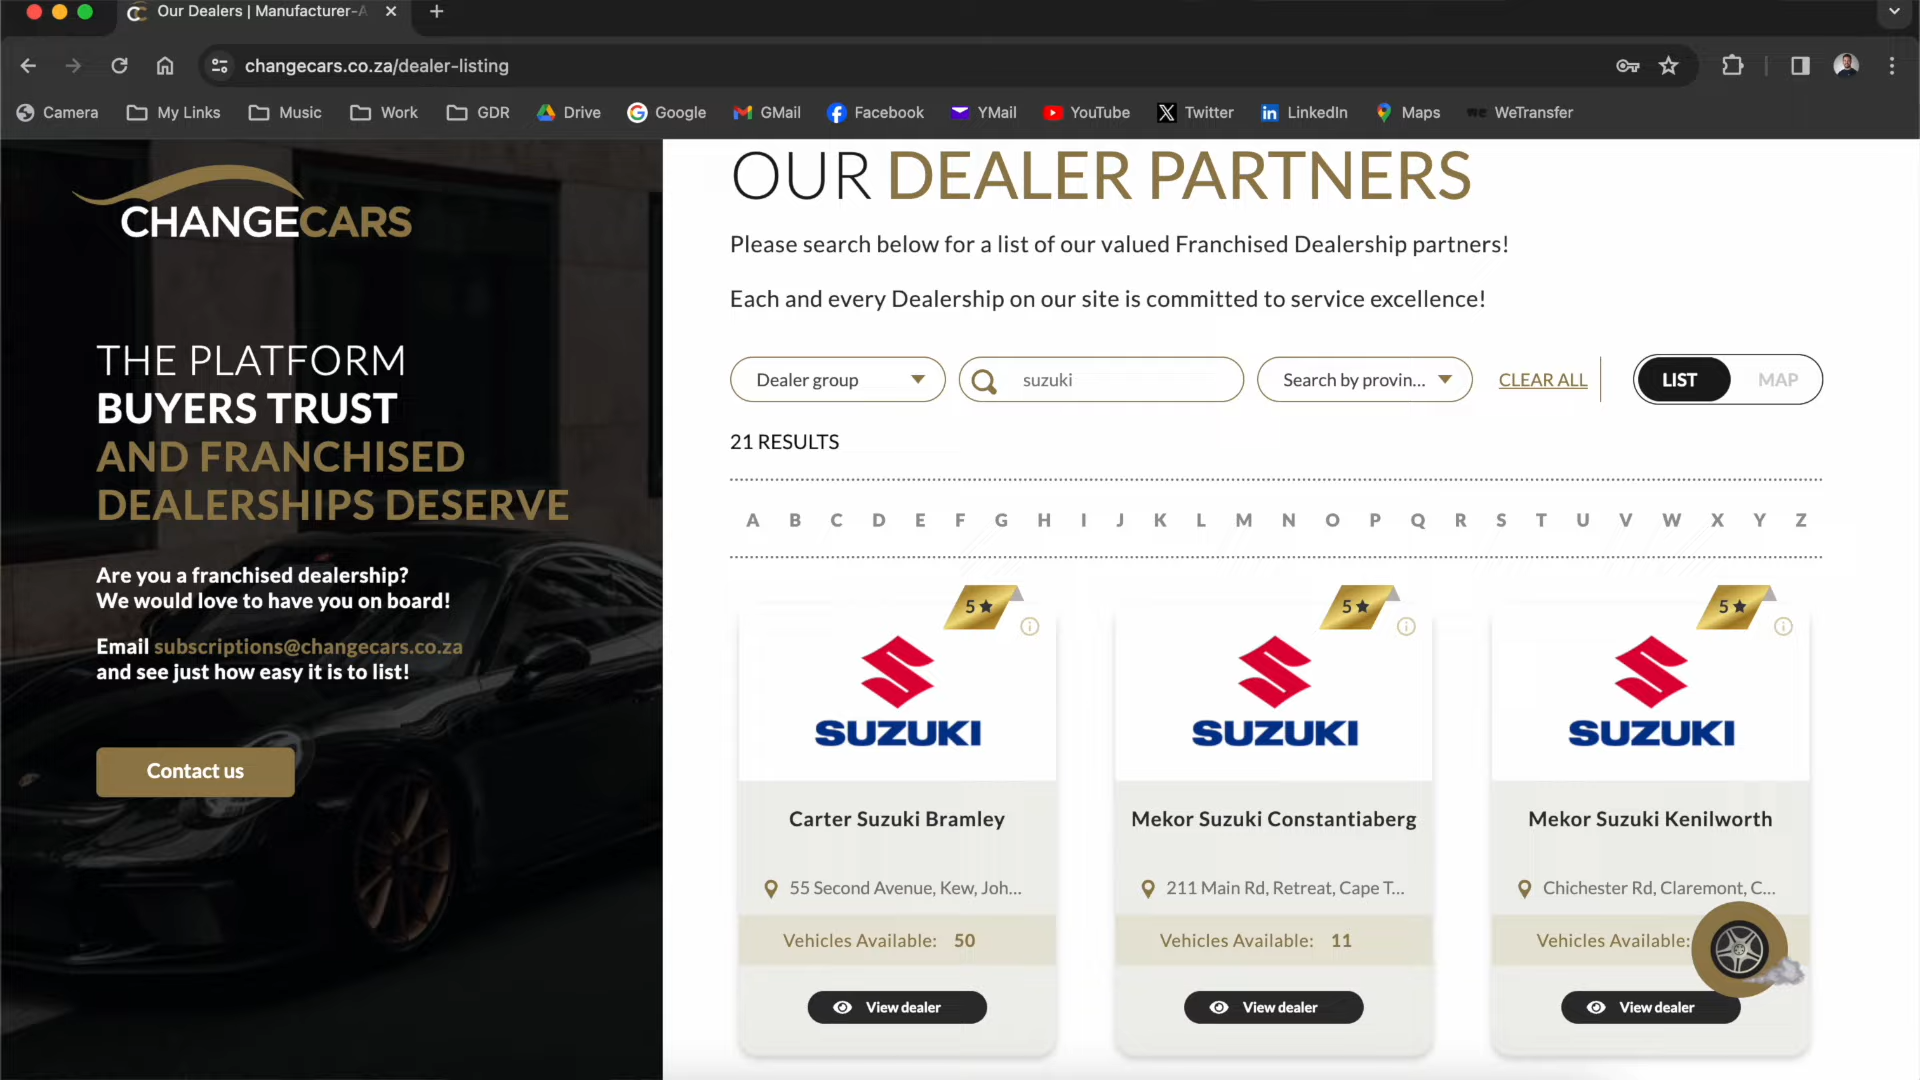 Our Dealers | Manufacturer-A
changecars.co.za/dealer-listing
Camera My Links Music Work GDR Drive Google GMail Facebook YMail YouTube Twitter LinkedIn Maps WeTransfer
CHANGECARS
THE PLATFORM
BUYERS TRUST
AND FRANCHISED
DEALERSHIPS DESERVE
Are you a franchised dealership?
We would love to have you on board!
Email subscriptions@changecars.co.za
and see just how easy it is to list!
Contact us
OUR DEALER PARTNERS
Please search below for a list of our valued Franchised Dealership partners!
Each and every Dealership on our site is committed to service excellence!
Dealer group suzuki Search by provin... CLEAR ALL LIST MAP
21 RESULTS
A B C D E F G H I J K L M N O P Q R S T U V W X Y Z
5 5 5
SUZUKI SUZUKI SUZUKI
Carter Suzuki Bramley Mekor Suzuki Constantiaberg Mekor Suzuki Kenilworth
55 Second Avenue, Kew, Joh... 211 Main Rd, Retreat, Cape T... Chichester Rd, Claremont, C...
Vehicles Available: 50 Vehicles Available: 11 Vehicles Available:
View dealer View dealer View dealer